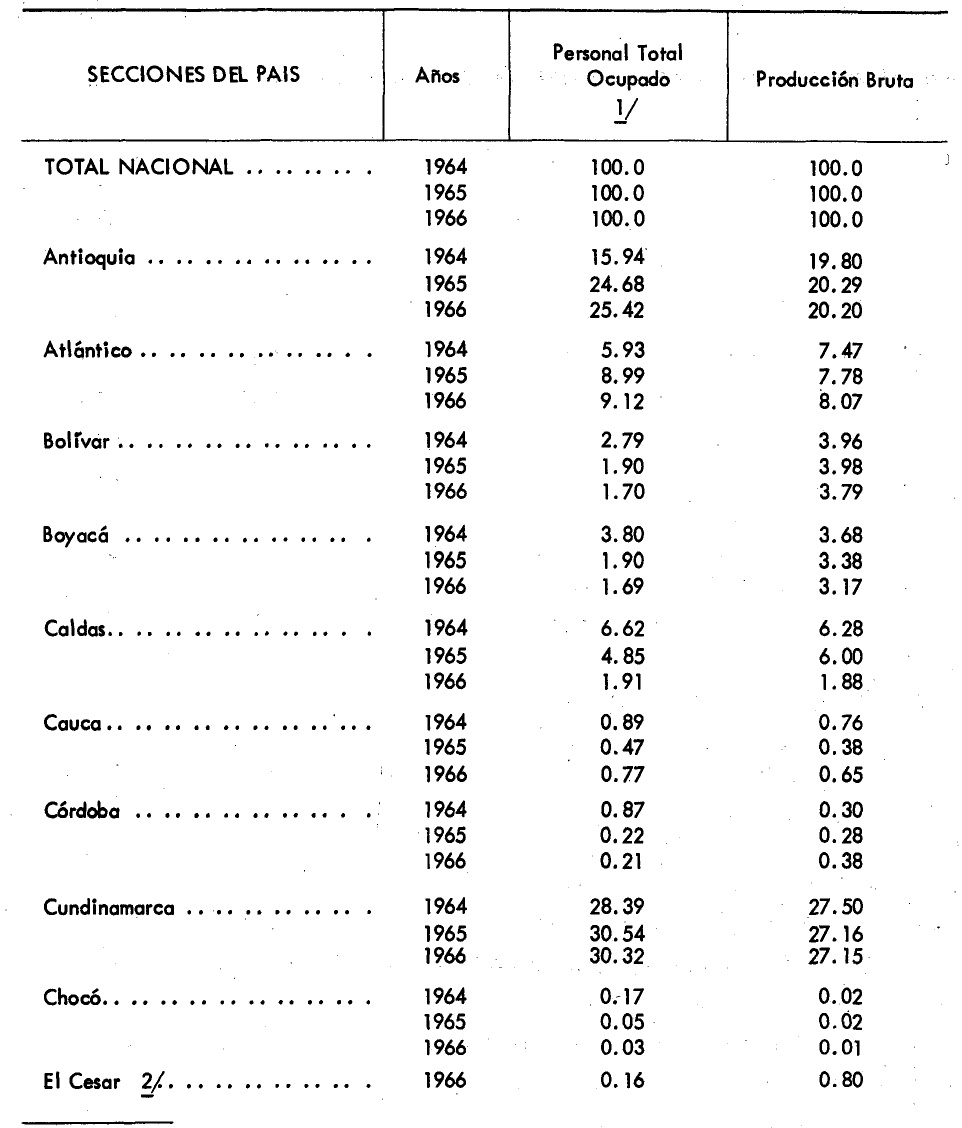 SECCIONES DEL PAIS Años Personal Total Ocupado 1/ Producción Bruta
TOTAL NACIONAL ......... 1964 100.0 100.0
1965 100.0 100.0
1966 100.0 100.0
Antioquia ................ 1964 15.94 19.80
1965 24.68 20.29
1966 25.42 20.20
Atlántico ................ 1964 5.93 7.47
1965 8.99 7.78
1966 9.12 8.07
Bolívar .................. 1964 2.79 3.96
1965 1.90 3.98
1966 1.70 3.79
Boyacá ................. 1964 3.80 3.68
1965 1.90 3.38
1966 1.69 3.17
Caldas................... 1964 6.62 6.28
1965 4.85 6.00
1966 1.91 1.88
Cauca................... 1964 0.89 0.76
1965 0.47 0.38
1966 0.77 0.65
Córdoba ................ 1964 0.87 0.30
1965 0.22 0.28
1966 0.21 0.38
Cundinamarca ............. 1964 28.39 27.50
1965 30.54 27.16
1966 30.32 27.15
Chocó................... 1964 0.17 0.02
1965 0.05 0.02
1966 0.03 0.01
El Cesar 2/............... 1966 0.16 0.80